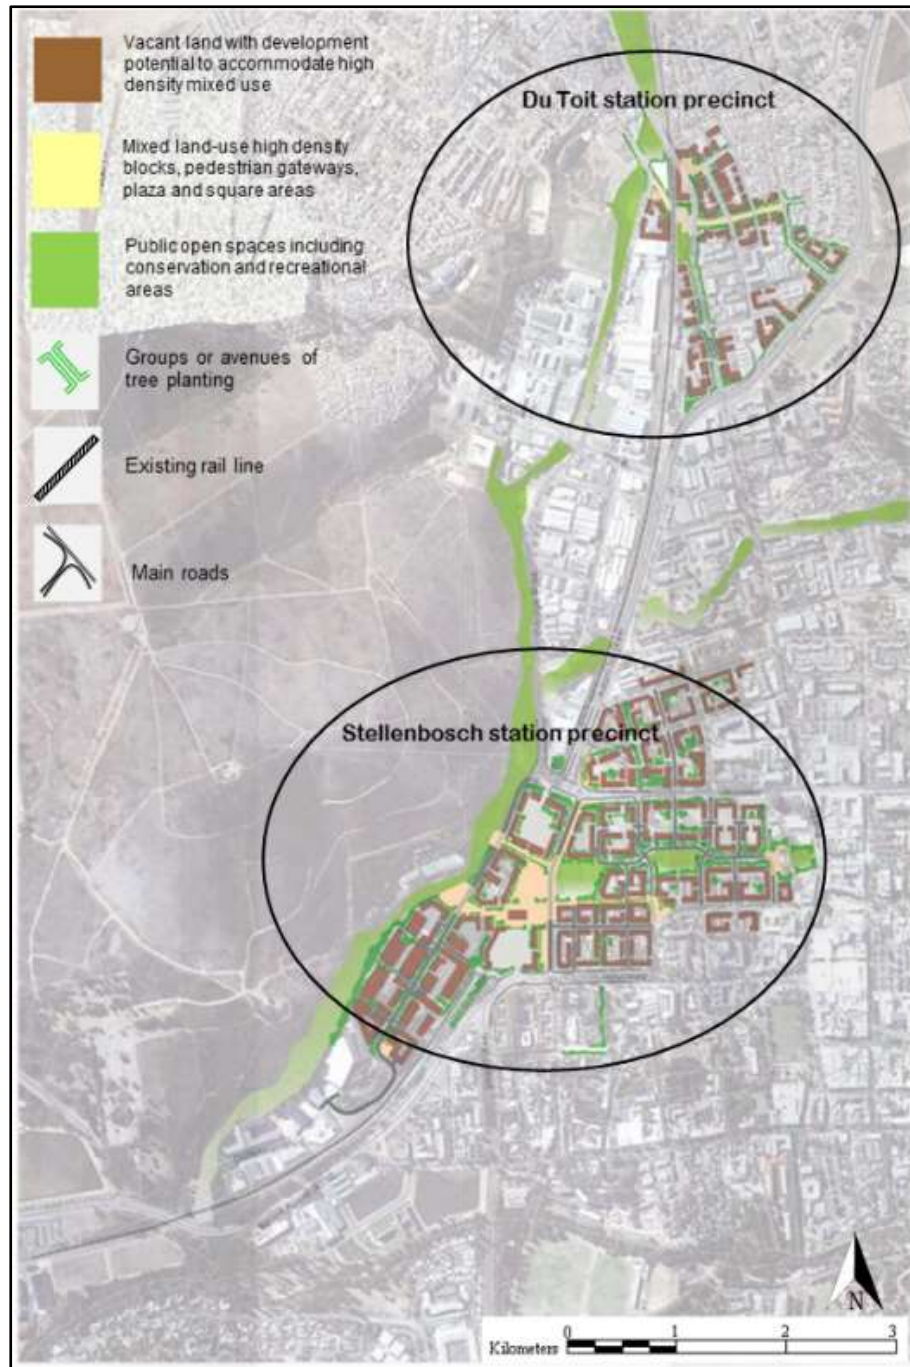 Vacant land with development
potential to accommodate high
density mixed use
Mixed land-use high density
blocks, pedestrian gateways,
plaza and square areas
Public open spaces including
conservation and recreational
areas
Groups or avenues of
tree planting
Existing rail line
Main roads
Du Toit station precinct
Stellenbosch station precinct
N
Kilometers 0 1 2 3